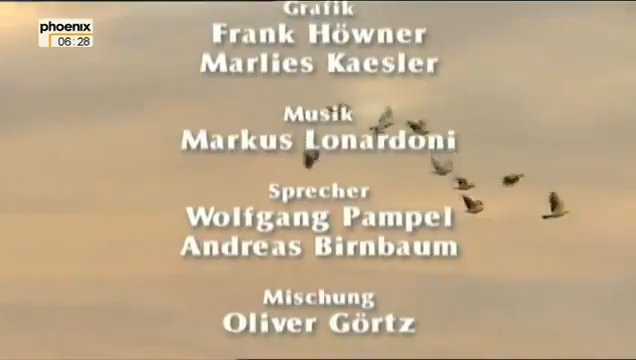 phoenix
06:28
Grafik
Frank Höwner
Marlies Kaesler
Musik
Markus Lonardoni
Sprecher
Wolfgang Pampel
Andreas Birnbaum
Mischung
Oliver Görtz